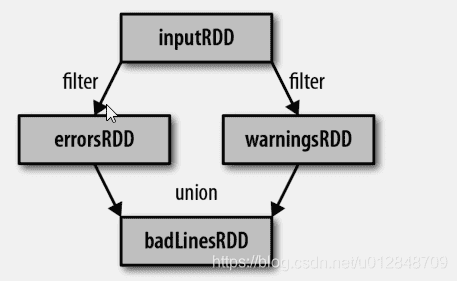 inputRDD
filter
filter
errorsRDD
warningsRDD
union
badLinesRDD
https://blog.csdn.net/u012848709